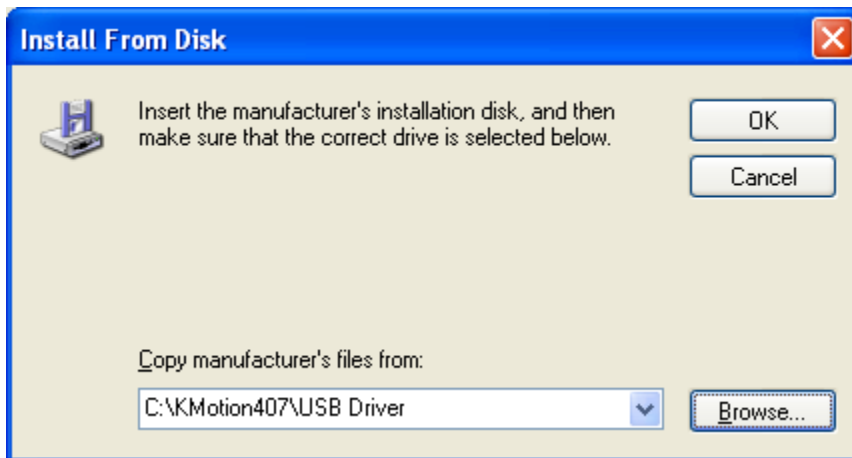 Install From Disk
Insert the manufacturer's installation disk, and then
make sure that the correct drive is selected below.
OK
Cancel
Copy manufacturer's files from:
C:\KMotion407\USB Driver
Browse...